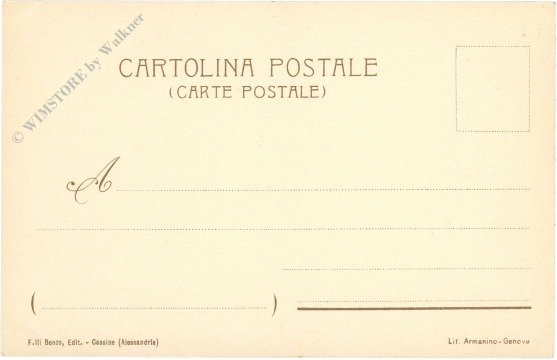 © WIMSTORE by Walkner
CARTOLINA POSTALE
(CARTE POSTALE)
A
( )
F.lli Benzo, Edit. - Cassine (Alessandria)
Lit. Armanino - Genova